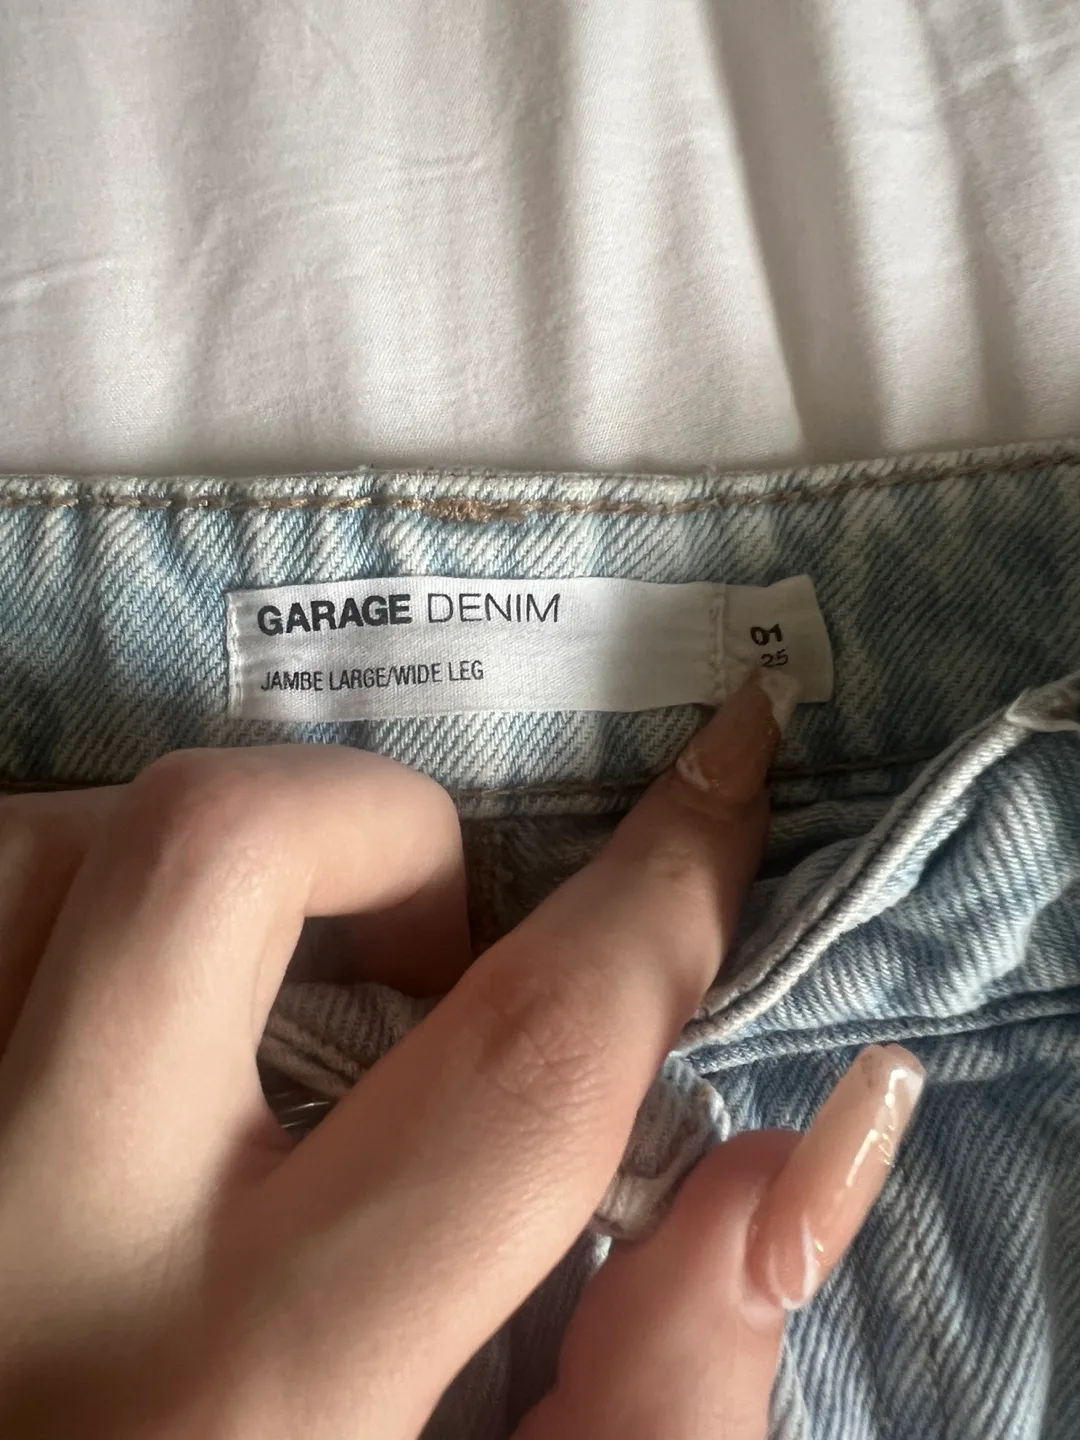 GARAGE DENIM
JAMBE LARGE/WIDE LEG
01
25